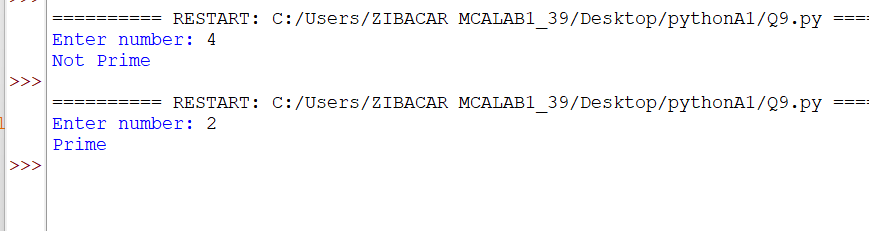 ========== RESTART: C:/Users/ZIBACAR MCALAB1_39/Desktop/pythonA1/Q9.py ====
Enter number: 4
Not Prime
>>>
========== RESTART: C:/Users/ZIBACAR MCALAB1_39/Desktop/pythonA1/Q9.py ====
Enter number: 2
Prime
>>>